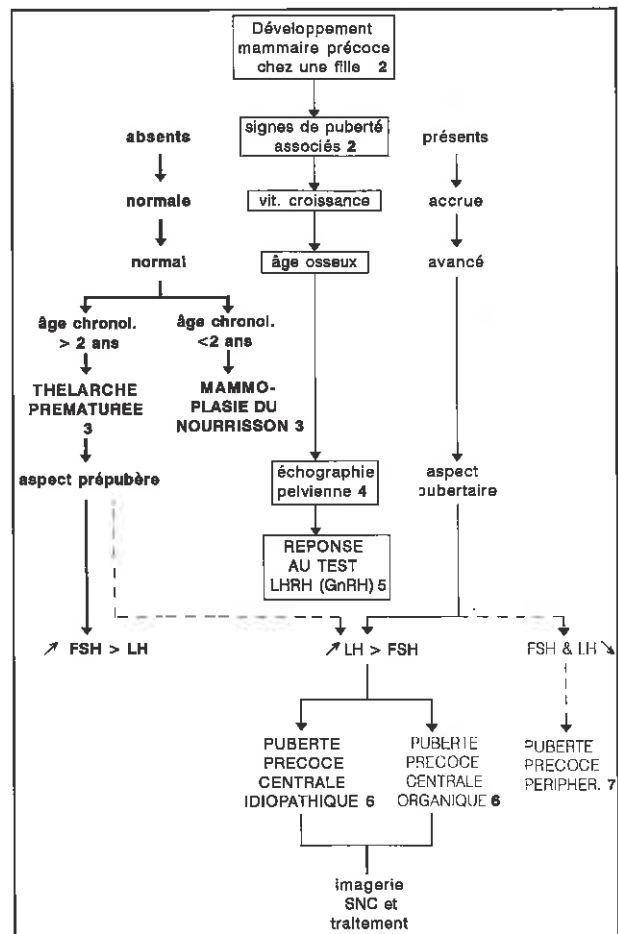 Développement
mammaire précoce
chez une fille 2
absents
signes de puberté
associés 2
présents
normale
vit. croissance
accrue
normal
âge osseux
avancé
âge chronol.
> 2 ans
âge chronol.
<2 ans
THELARCHE
PREMATUREE
3
MAMMO-
PLASIE DU
NOURRISSON 3
aspect prépubère
échographie
pelvienne 4
aspect
pubertaire
REPONSE
AU TEST
LHRH (GnRH) 5
↗ FSH > LH
↗ LH > FSH
FSH & LH ↘
PUBERTE
PRECOCE
CENTRALE
IDIOPATHIQUE 6
PUBERTE
PRECOCE
CENTRALE
ORGANIQUE 6
PUBERTE
PRECOCE
PERIPHER. 7
imagerie
SNC et
traltement